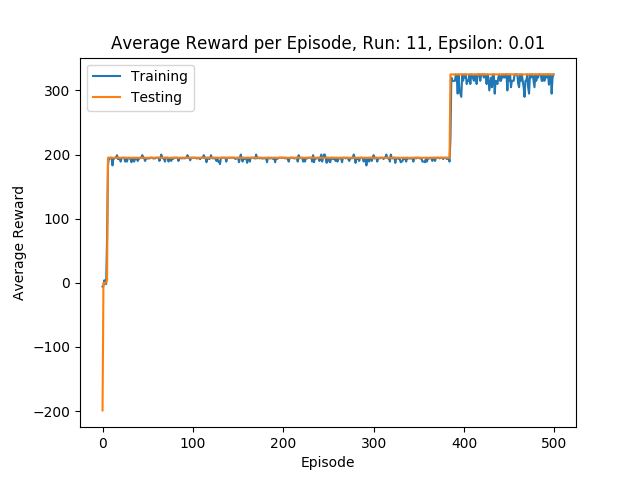 Average Reward per Episode, Run: 11, Epsilon: 0.01
Training
Testing
300
200
100
0
−100
−200
Average Reward
0
100
200
300
400
500
Episode